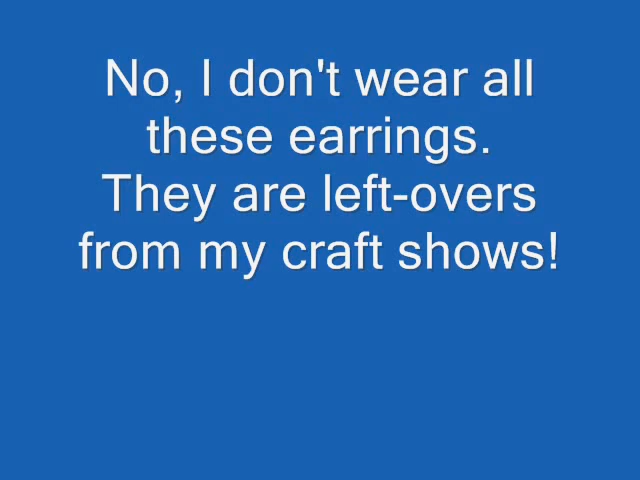 No, I don't wear all
these earrings.
They are left-overs
from my craft shows!